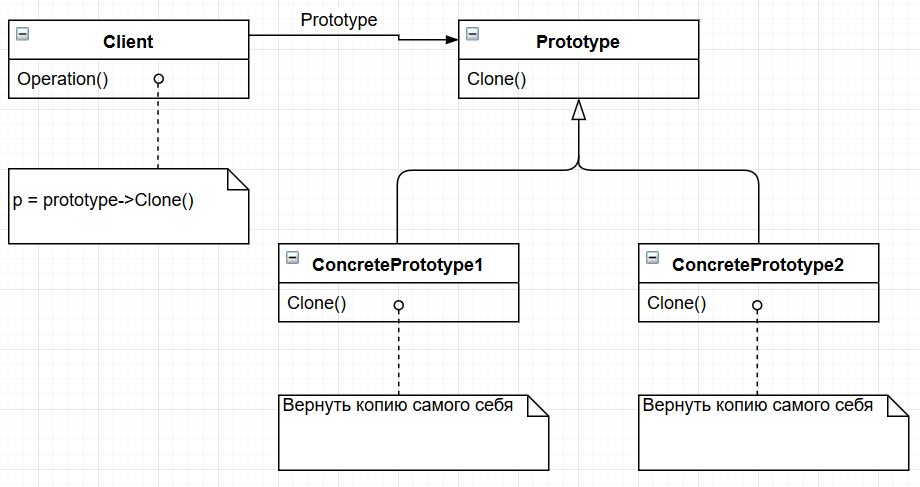 Prototype
Client
Operation()
Prototype
Clone()
p = prototype->Clone()
ConcretePrototype1
Clone()
ConcretePrototype2
Clone()
Вернуть копию самого себя
Вернуть копию самого себя